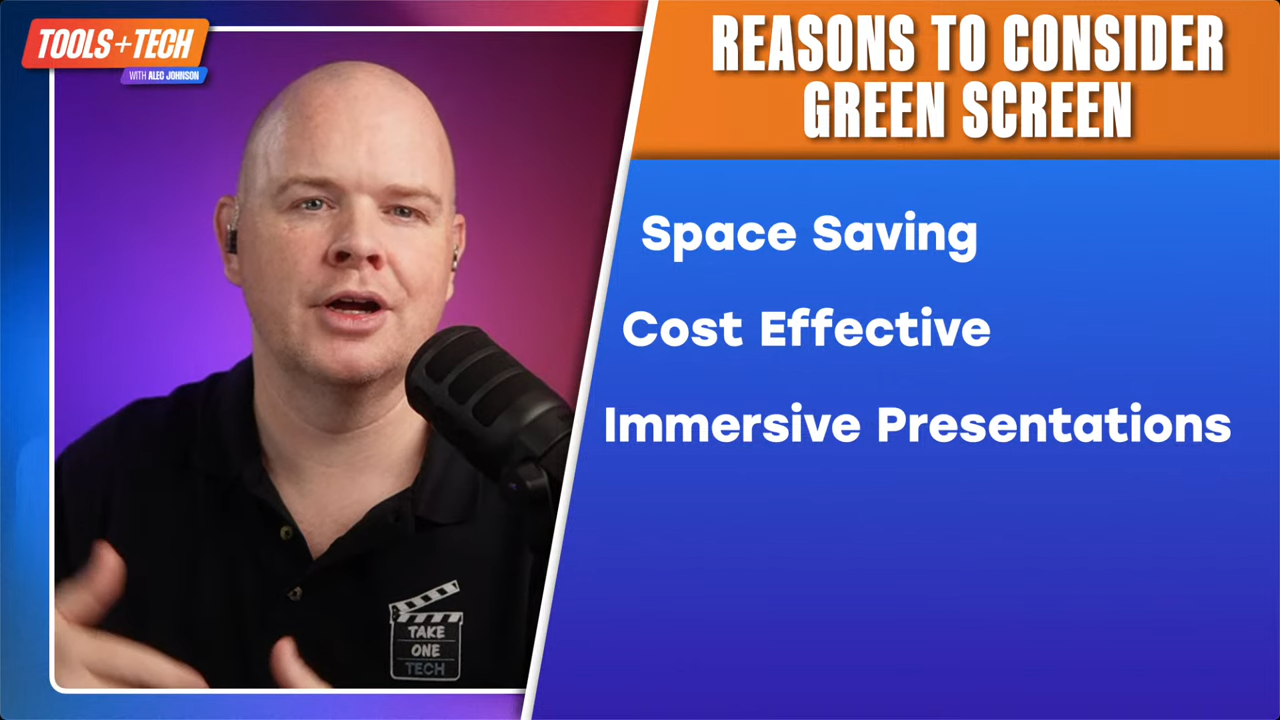 TOOLS+TECH
WITH ALEC JOHNSON
REASONS TO CONSIDER
GREEN SCREEN
Space Saving
Cost Effective
Immersive Presentations
TAKE
ONE
TECH